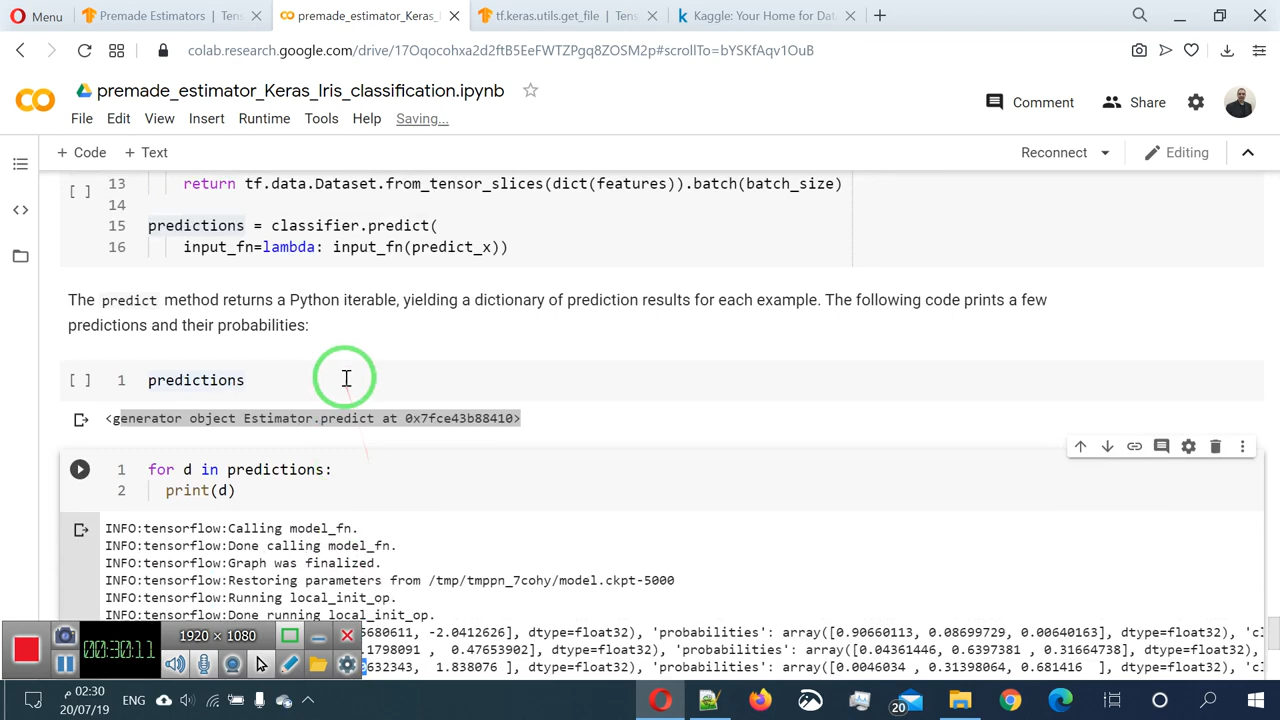 Menu
Premade Estimators | Tens
premade_estimator_Keras_I
tf.keras.utils.get_file | Tens
Kaggle: Your Home for Dat
colab.research.google.com/drive/17Oqocohxa2d2ftB5EeFWTZPgq8ZOSM2p#scrollTo=bYSKfAqv1OuB
premade_estimator_Keras_Iris_classification.ipynb
Comment
Share
File Edit View Insert Runtime Tools Help Saving...
+ Code + Text
Reconnect
Editing
[ ]
13 return tf.data.Dataset.from_tensor_slices(dict(features)).batch(batch_size)
14
15 predictions = classifier.predict(
16 input_fn=lambda: input_fn(predict_x))
The predict method returns a Python iterable, yielding a dictionary of prediction results for each example. The following code prints a few
predictions and their probabilities:
[ ] 1 predictions
<generator object Estimator.predict at 0x7fce43b88410>
1 for d in predictions:
2 print(d)
INFO:tensorflow:Calling model_fn.
INFO:tensorflow:Done calling model_fn.
INFO:tensorflow:Graph was finalized.
INFO:tensorflow:Restoring parameters from /tmp/tmppn_7cohy/model.ckpt-5000
INFO:tensorflow:Running local_init_op.
INFO:tensorflow:Done running local_init_op.
5680611, -2.0412626], dtype=float32), 'probabilities': array([0.90660113, 0.08699729, 0.00640163], dtype=float32), 'cl
1798091 , 0.47653902], dtype=float32), 'probabilities': array([0.04361446, 0.6397381 , 0.31664738], dtype=float32), 
632343, 1.838076 ], dtype=float32), 'probabilities': array([0.0046034 , 0.31398064, 0.681416 ], dtype=float32), 'cl
00:30:11
1920 × 1080
ENG
02:30 م
20/07/19
20